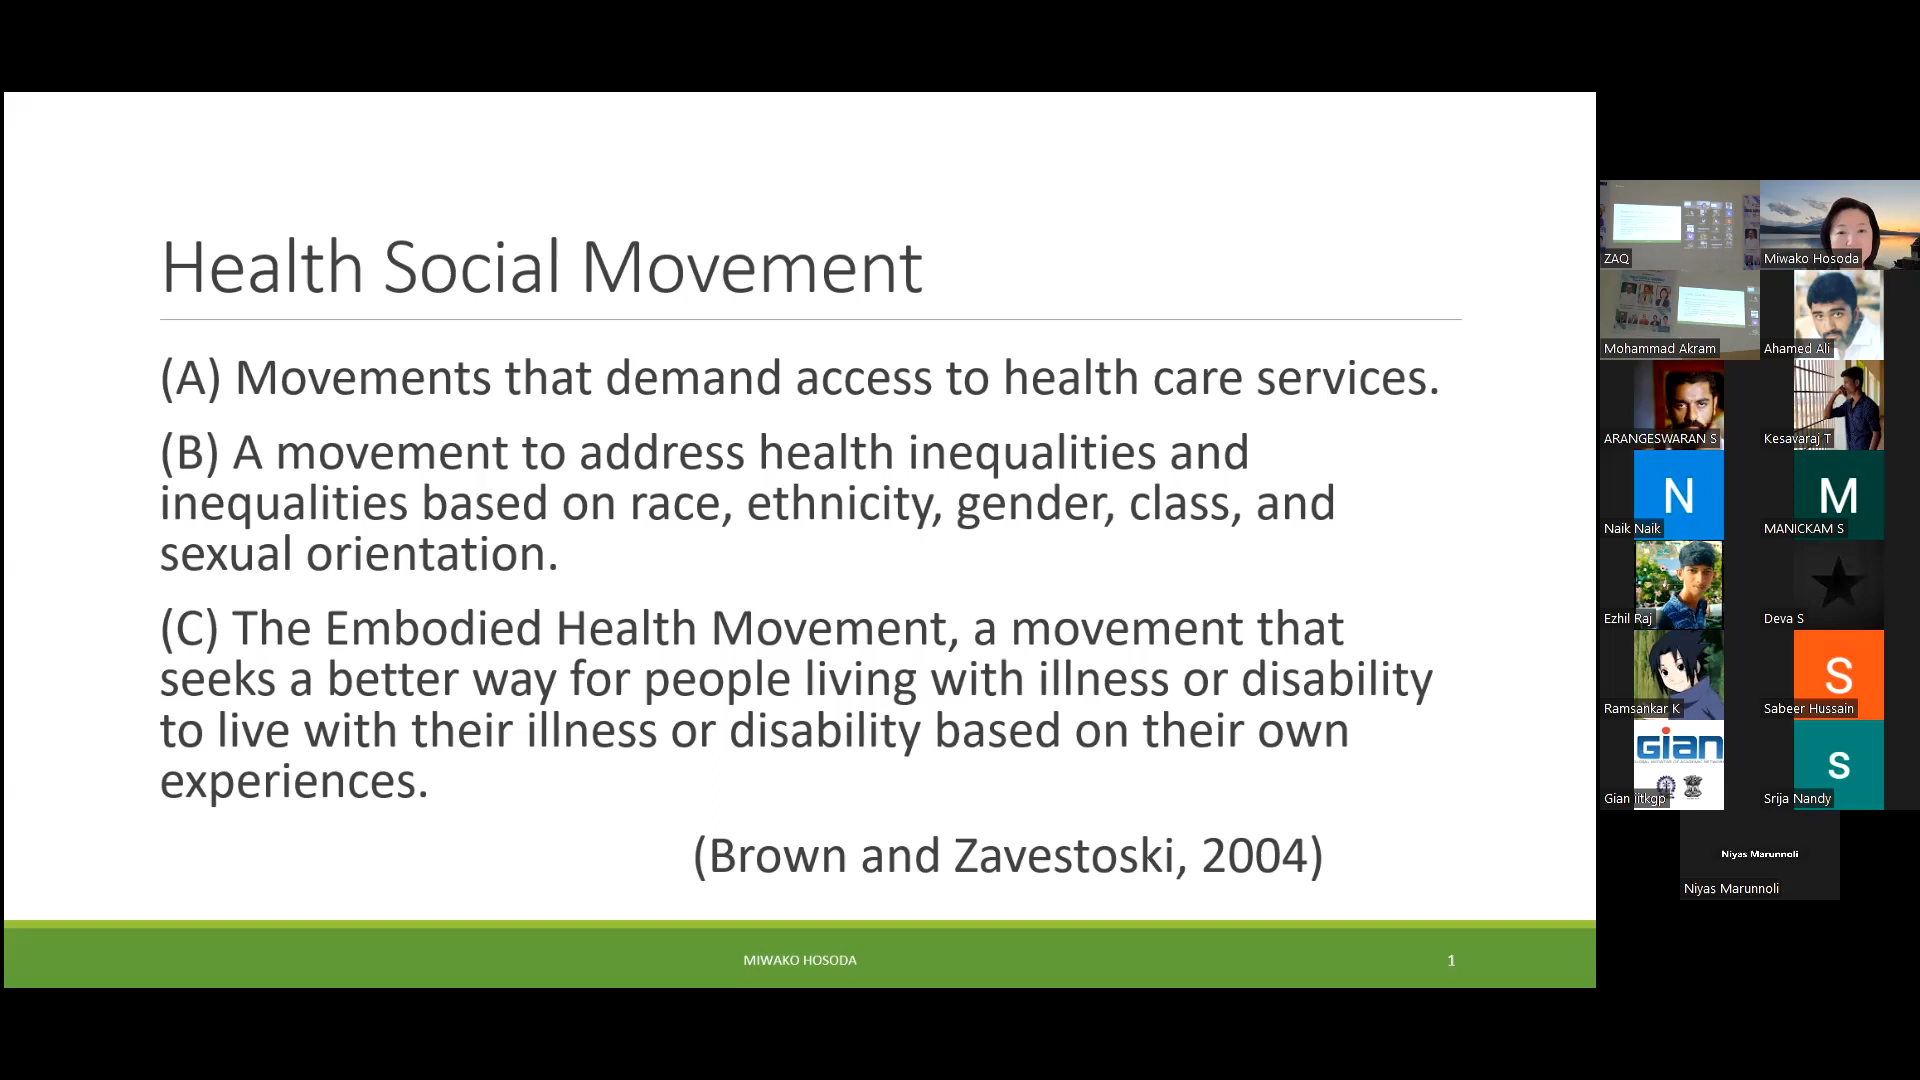 Health Social Movement
(A) Movements that demand access to health care services.
(B) A movement to address health inequalities and
inequalities based on race, ethnicity, gender, class, and
sexual orientation.
(C) The Embodied Health Movement, a movement that
seeks a better way for people living with illness or disability
to live with their illness or disability based on their own
experiences.
(Brown and Zavestoski, 2004)
MIWAKO HOSODA
1
ZAQ
Miwako Hosoda
Mohammad Akram
Ahamed Ali
ARANGESWARAN S
Kesavaraj T
N
Naik Naik
M
MANICKAM S
Ezhil Raj
Deva S
Ramsankar K
S
Sabeer Hussain
Gian
Gian iitkgp
s
Srija Nandy
Niyas Marunnoli
Niyas Marunnoli